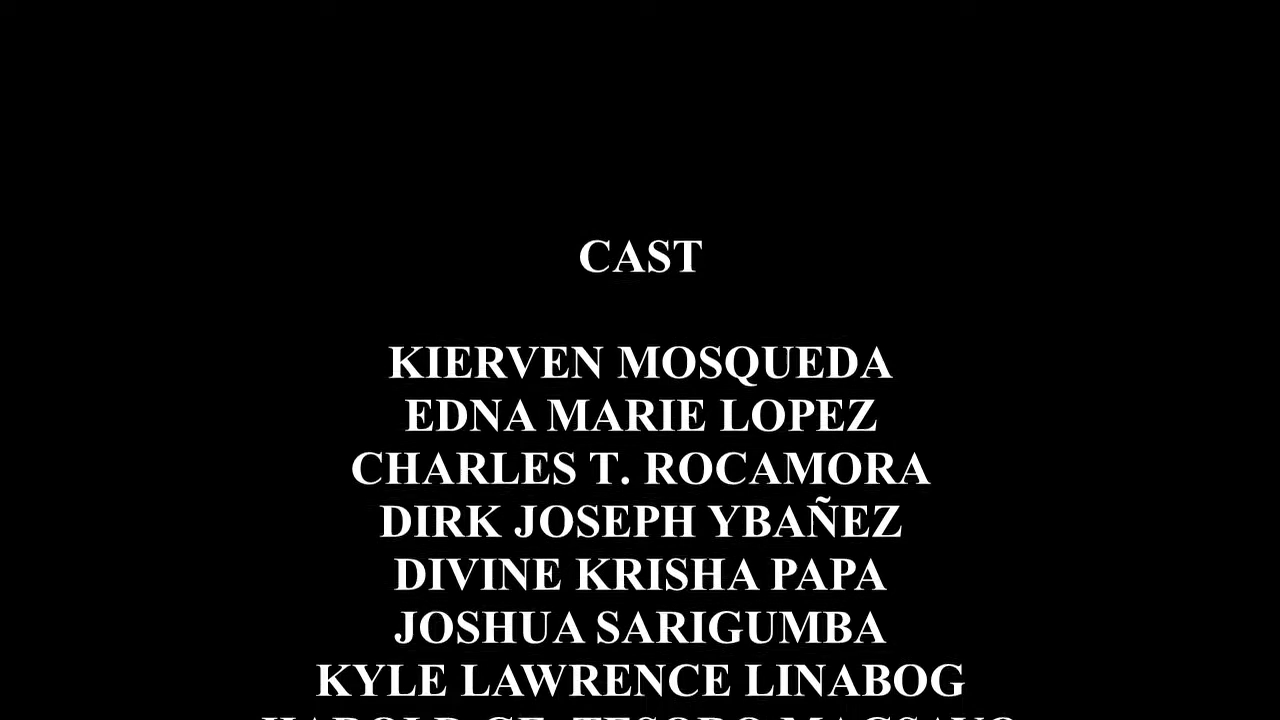 CAST
KIERVEN MOSQUEDA
EDNA MARIE LOPEZ
CHARLES T. ROCAMORA
DIRK JOSEPH YBAÑEZ
DIVINE KRISHA PAPA
JOSHUA SARIGUMBA
KYLE LAWRENCE LINABOG